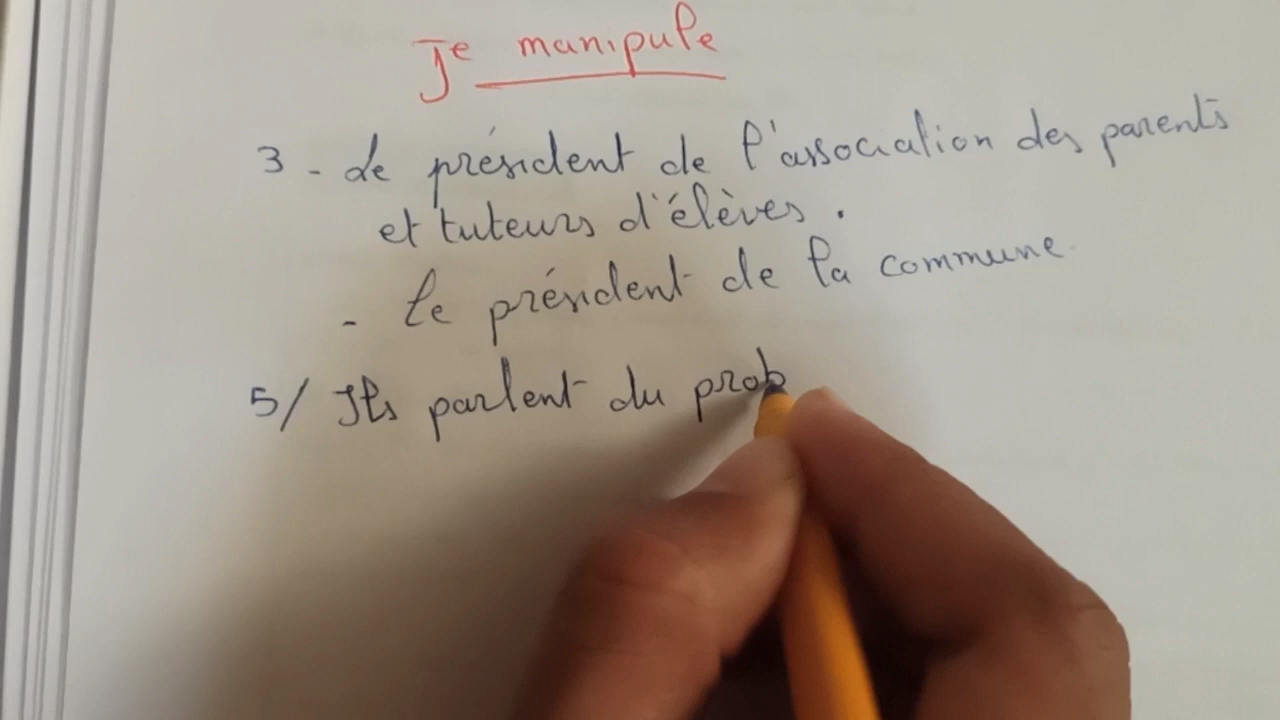 Je manipule
3 - Le président de l'association des parents
et tuteurs d'élèves.
- le président de la commune
5/ Ils parlent du prob